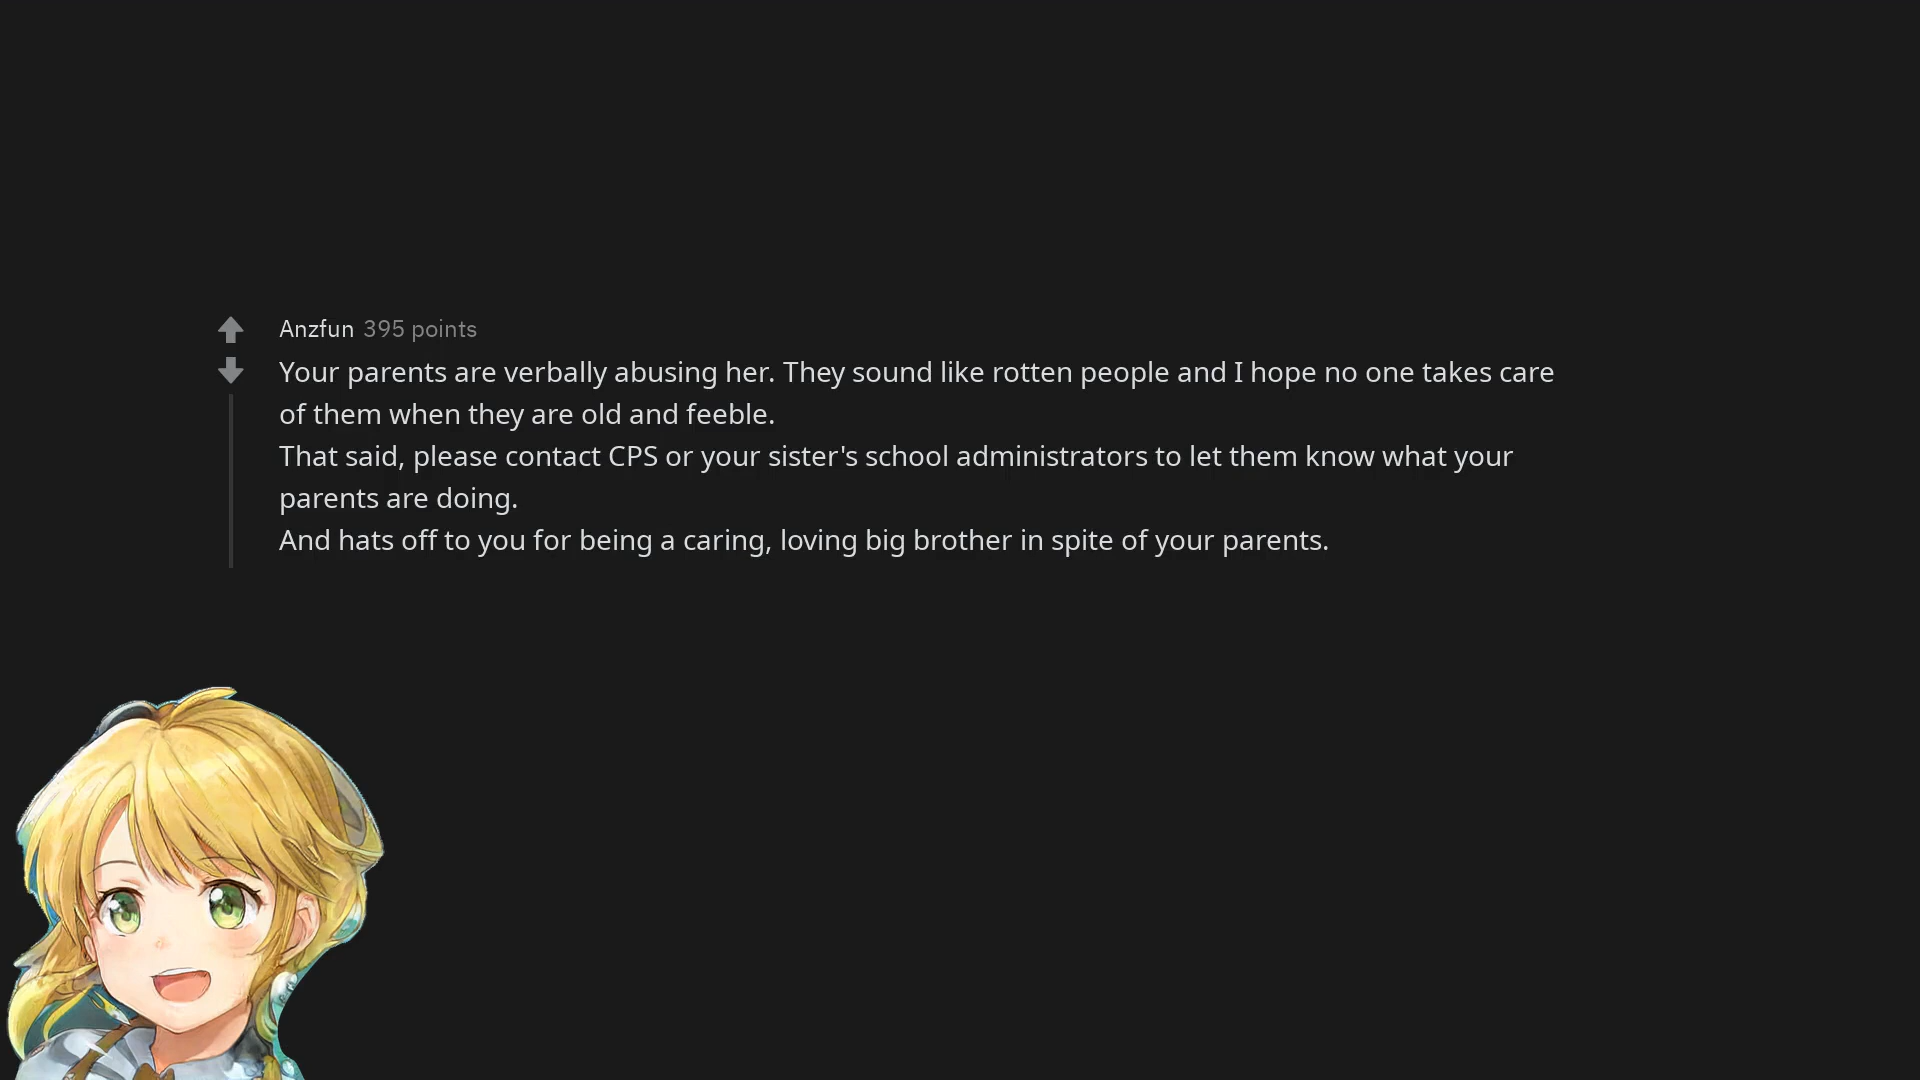 Anzfun 395 points
Your parents are verbally abusing her. They sound like rotten people and I hope no one takes care
of them when they are old and feeble.
That said, please contact CPS or your sister's school administrators to let them know what your
parents are doing.
And hats off to you for being a caring, loving big brother in spite of your parents.